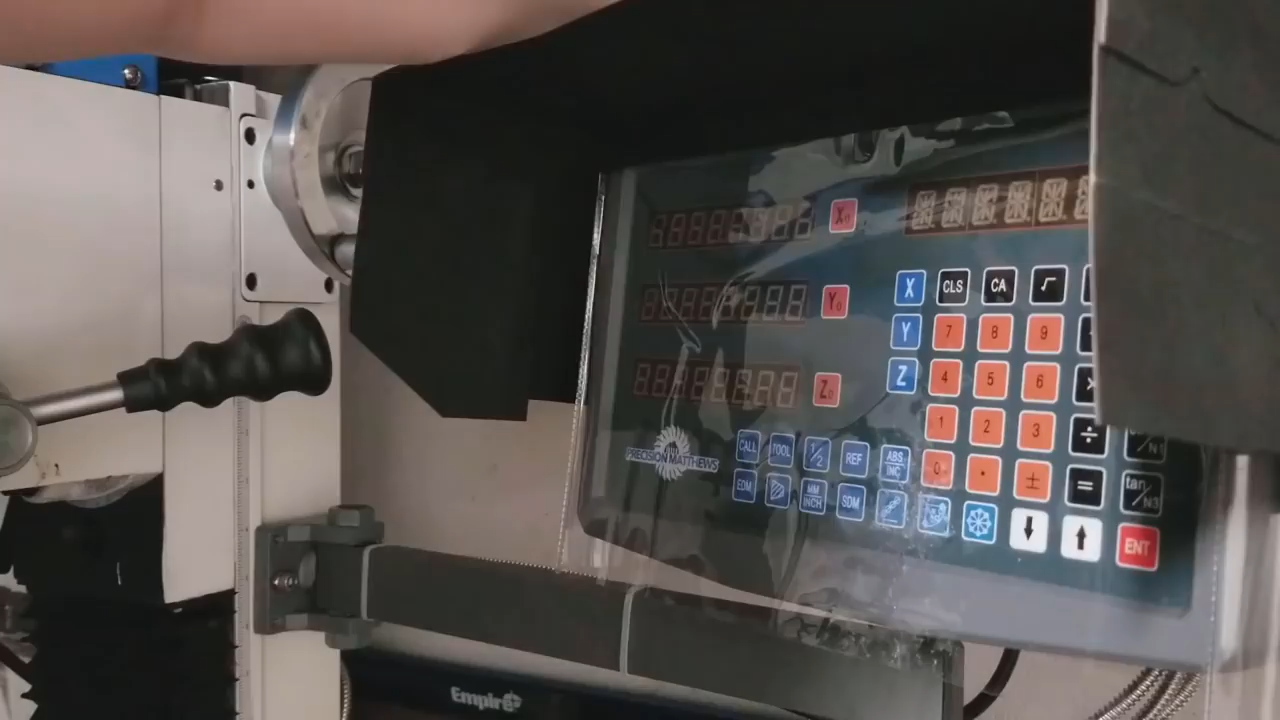 X₀
Y₀
Z₀
X CLS CA √
Y 7 8 9
Z 4 5 6
1 2 3 ÷
0 • ± =
tan/N3
ENT
PRECISION MATTHEWS
CALL TOOL 1/2 REF ABS/INC
EDM MM/INCH SDM
Empire